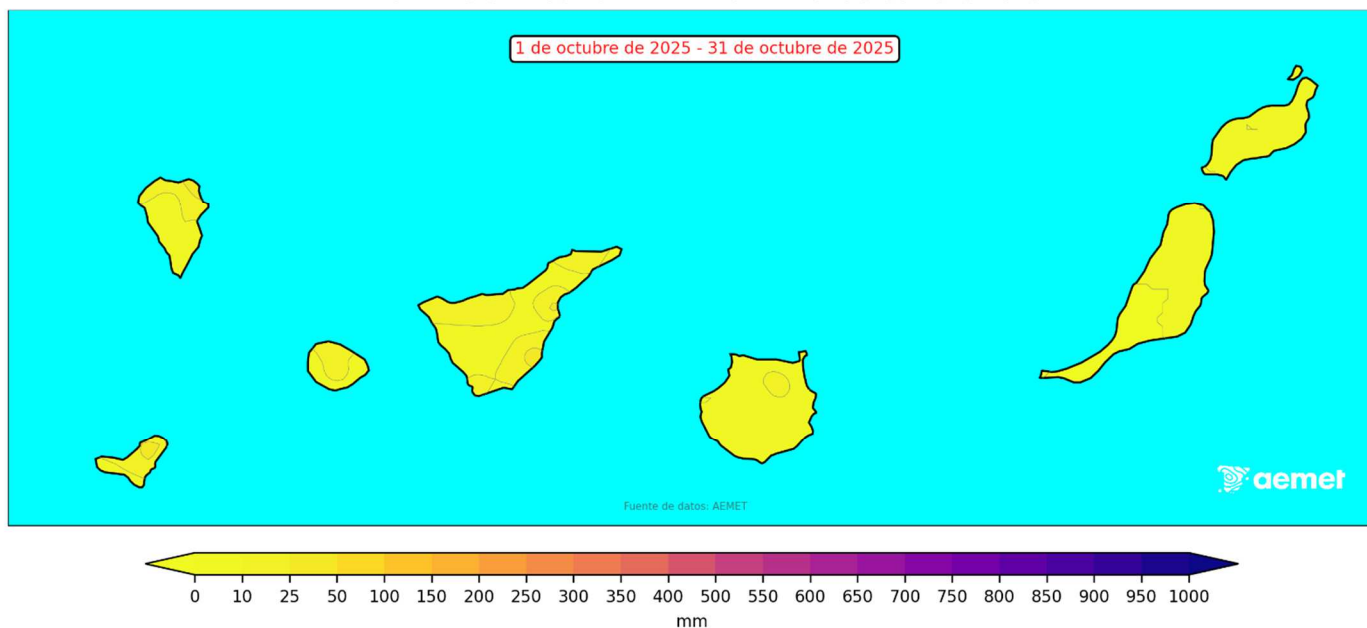 1 de octubre de 2025 - 31 de octubre de 2025
aemet
Fuente de datos: AEMET
0 10 25 50 100 150 200 250 300 350 400 500 550 600 650 700 750 800 850 900 950 1000
mm